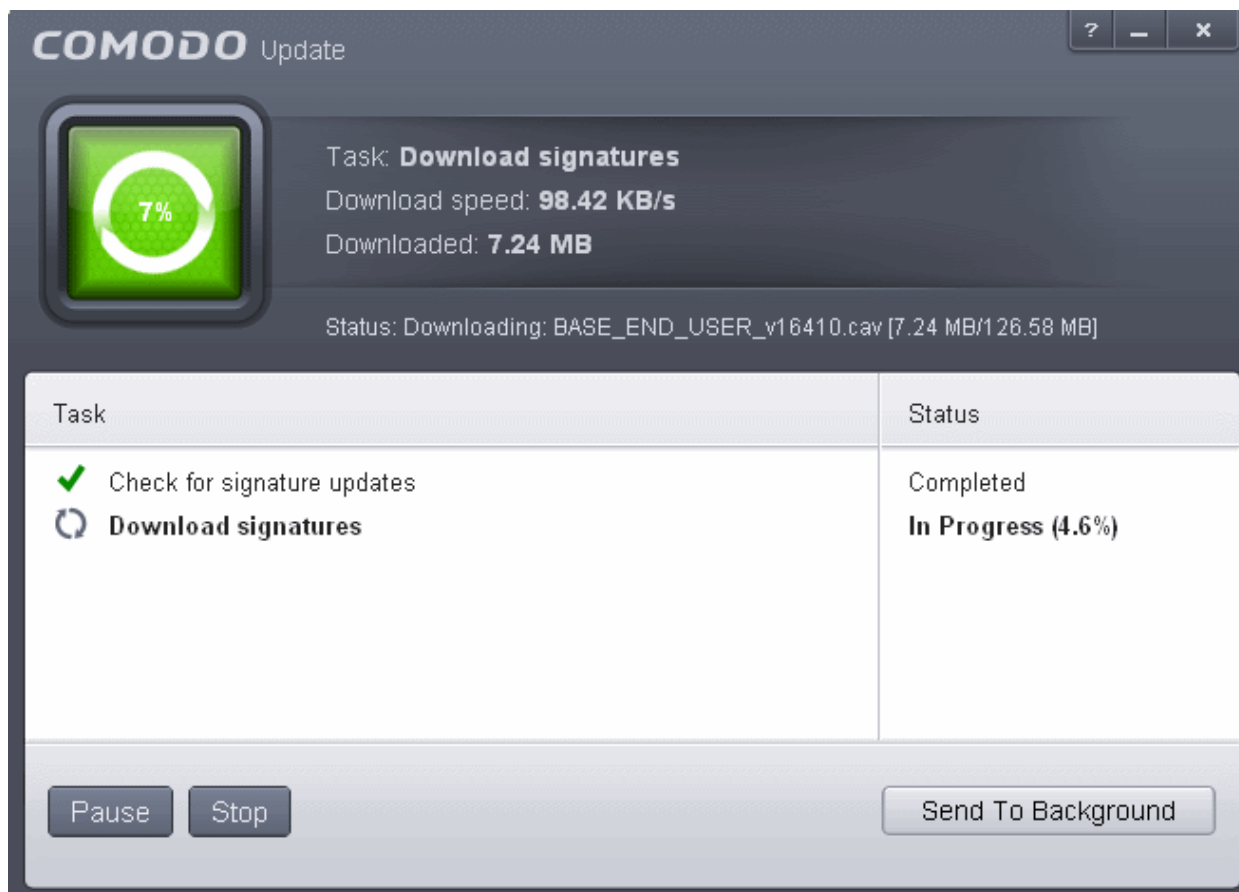 COMODO Update
? _ x
7%
Task: Download signatures
Download speed: 98.42 KB/s
Downloaded: 7.24 MB
Status: Downloading: BASE_END_USER_v16410.cav [7.24 MB/126.58 MB]
Task Status
Check for signature updates Completed
Download signatures In Progress (4.6%)
Pause Stop Send To Background